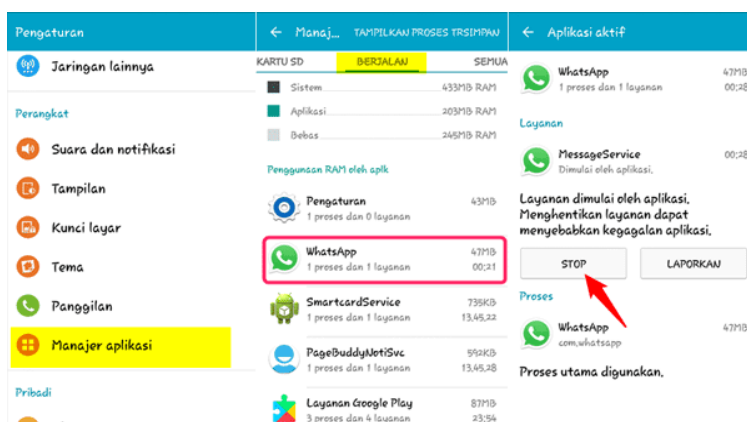 Pengaturan
Jaringan lainnya
Perangkat
Suara dan notifikasi
Tampilan
Kunci layar
Tema
Panggilan
Manajer aplikasi
Pribadi
Manaj... TAMPILKAN PROSES TRSIMPAN
KARTU SD BERJALAN SEMUA
Sistem 433MB RAM
Aplikasi 203MB RAM
Bebas 245MB RAM
Penggunaan RAM oleh aplk
Pengaturan 43MB
1 proses dan 0 layanan
WhatsApp 47MB
1 proses dan 1 layanan 00:21
SmartcardService 735KB
1 proses dan 1 layanan 13.45.22
PageBuddyNotiSvc 592KB
1 proses dan 1 layanan 13.45.28
Layanan Google Play 87MB
3 proses dan 4 layanan 23:54
Aplikasi aktif
WhatsApp 47MB
1 proses dan 1 layanan 00:28
Layanan
MessageService 00:28
Dimulai oleh aplikasi.
Layanan dimulai oleh aplikasi.
Menghentikan layanan dapat
menyebabkan kegagalan aplikasi.
STOP LAPORKAN
Proses
WhatsApp 47MB
com.whatsapp
Proses utama digunakan.